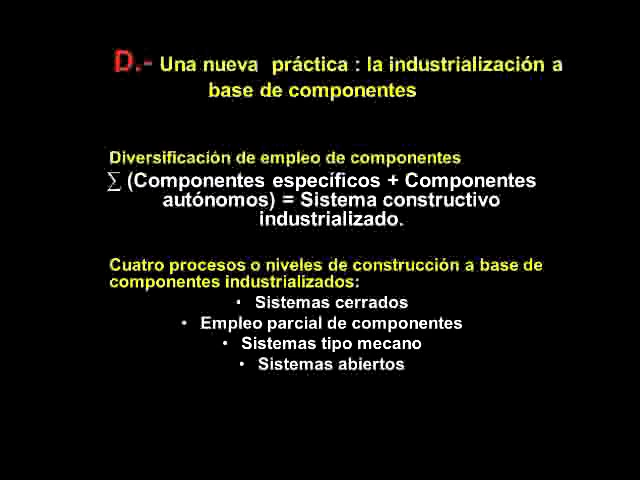 D.- Una nueva práctica : la industrialización a
base de componentes
Diversificación de empleo de componentes
∑ (Componentes específicos + Componentes
autónomos) = Sistema constructivo
industrializado.
Cuatro procesos o niveles de construcción a base de
componentes industrializados:
• Sistemas cerrados
• Empleo parcial de componentes
• Sistemas tipo mecano
• Sistemas abiertos